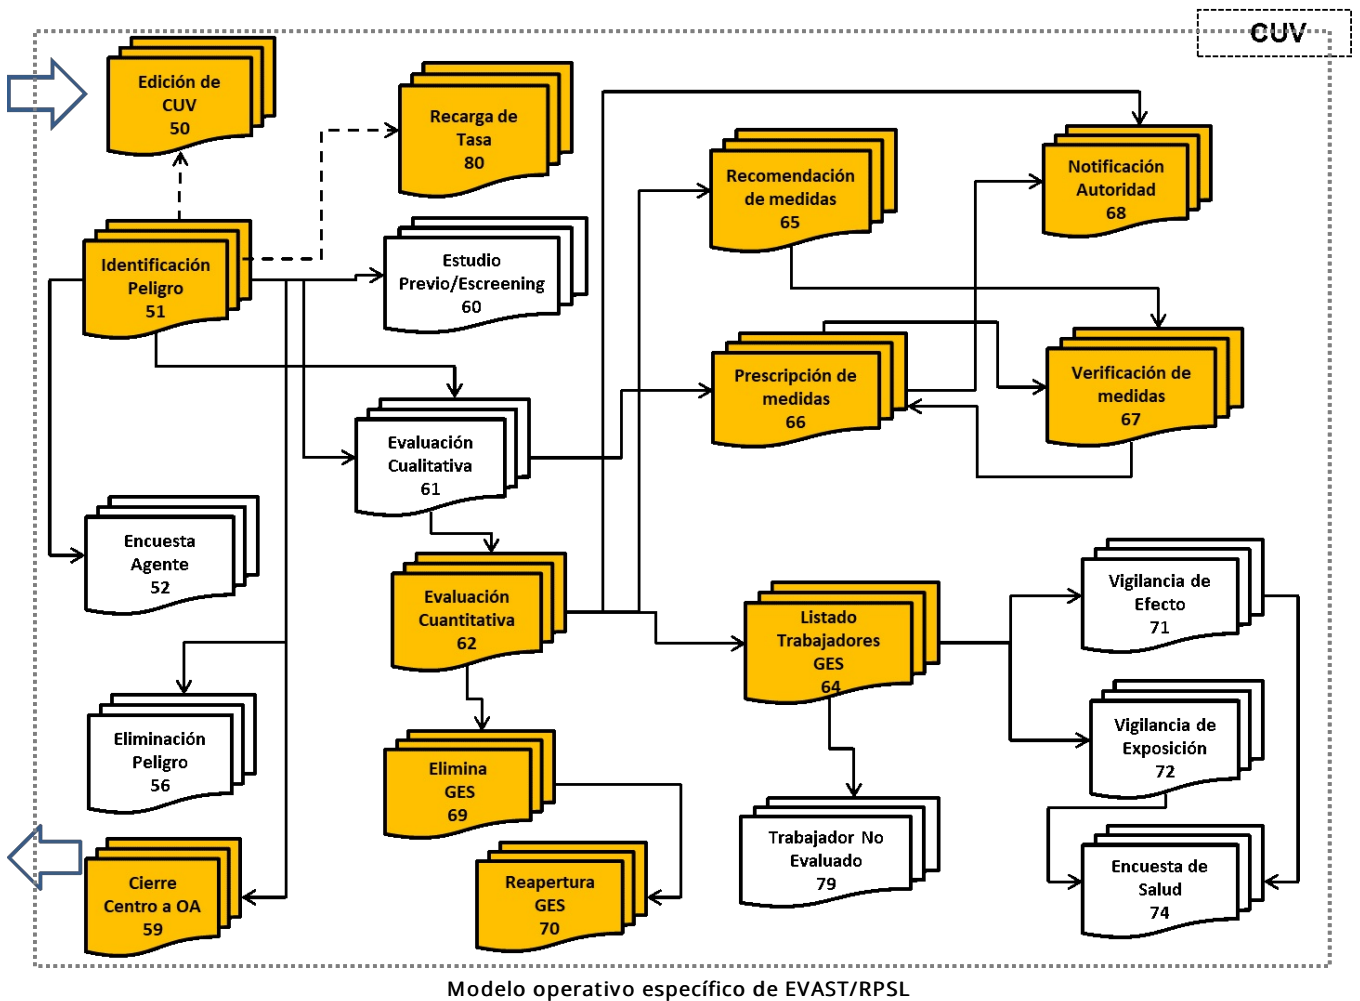 CUV
Edición de
CUV
50
Recarga de
Tasa
80
Recomendación
de medidas
65
Notificación
Autoridad
68
Identificación
Peligro
51
Estudio
Previo/Escreening
60
Prescripción de
medidas
66
Verificación de
medidas
67
Evaluación
Cualitativa
61
Encuesta
Agente
52
Evaluación
Cuantitativa
62
Listado
Trabajadores
GES
64
Vigilancia de
Efecto
71
Eliminación
Peligro
56
Elimina
GES
69
Vigilancia de
Exposición
72
Trabajador No
Evaluado
79
Cierre
Centro a OA
59
Reapertura
GES
70
Encuesta de
Salud
74
Modelo operativo específico de EVAST/RPSL